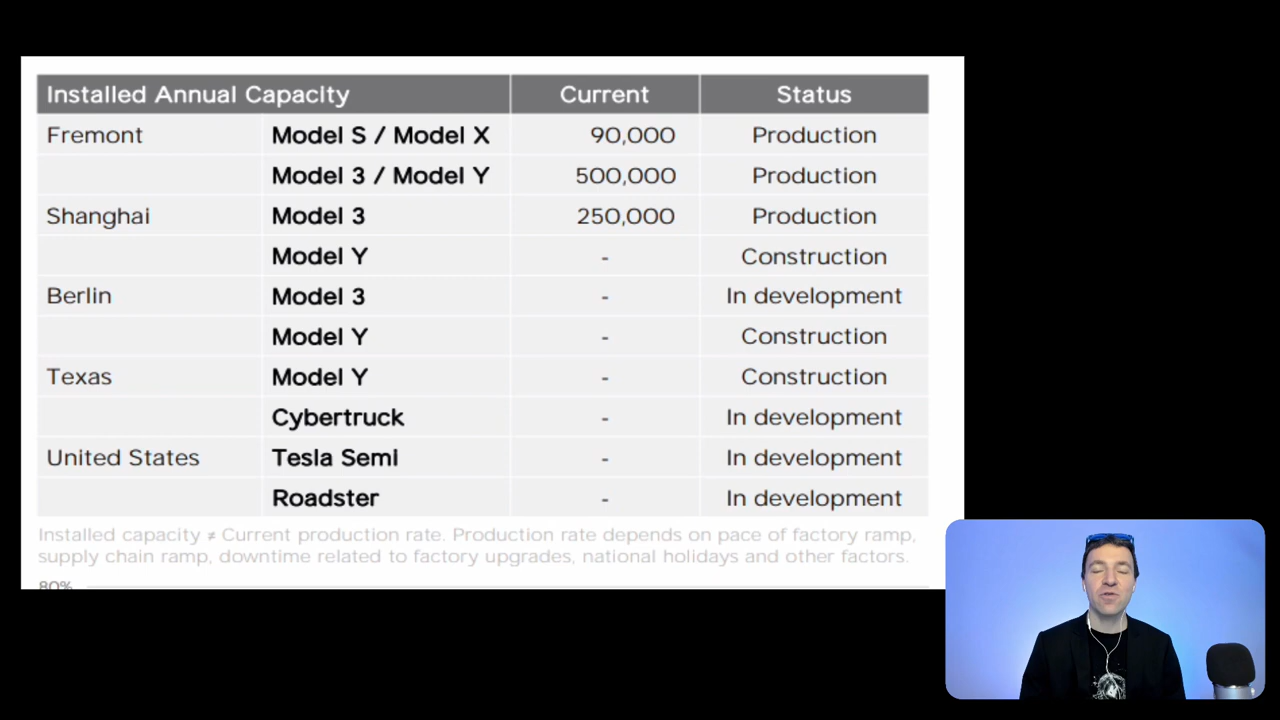 Installed Annual Capacity Current Status
Fremont Model S / Model X 90,000 Production
Model 3 / Model Y 500,000 Production
Shanghai Model 3 250,000 Production
Model Y - Construction
Berlin Model 3 - In development
Model Y - Construction
Texas Model Y - Construction
Cybertruck - In development
United States Tesla Semi - In development
Roadster - In development
Installed capacity ≠ Current production rate. Production rate depends on pace of factory ramp,
supply chain ramp, downtime related to factory upgrades, national holidays and other factors.
80%